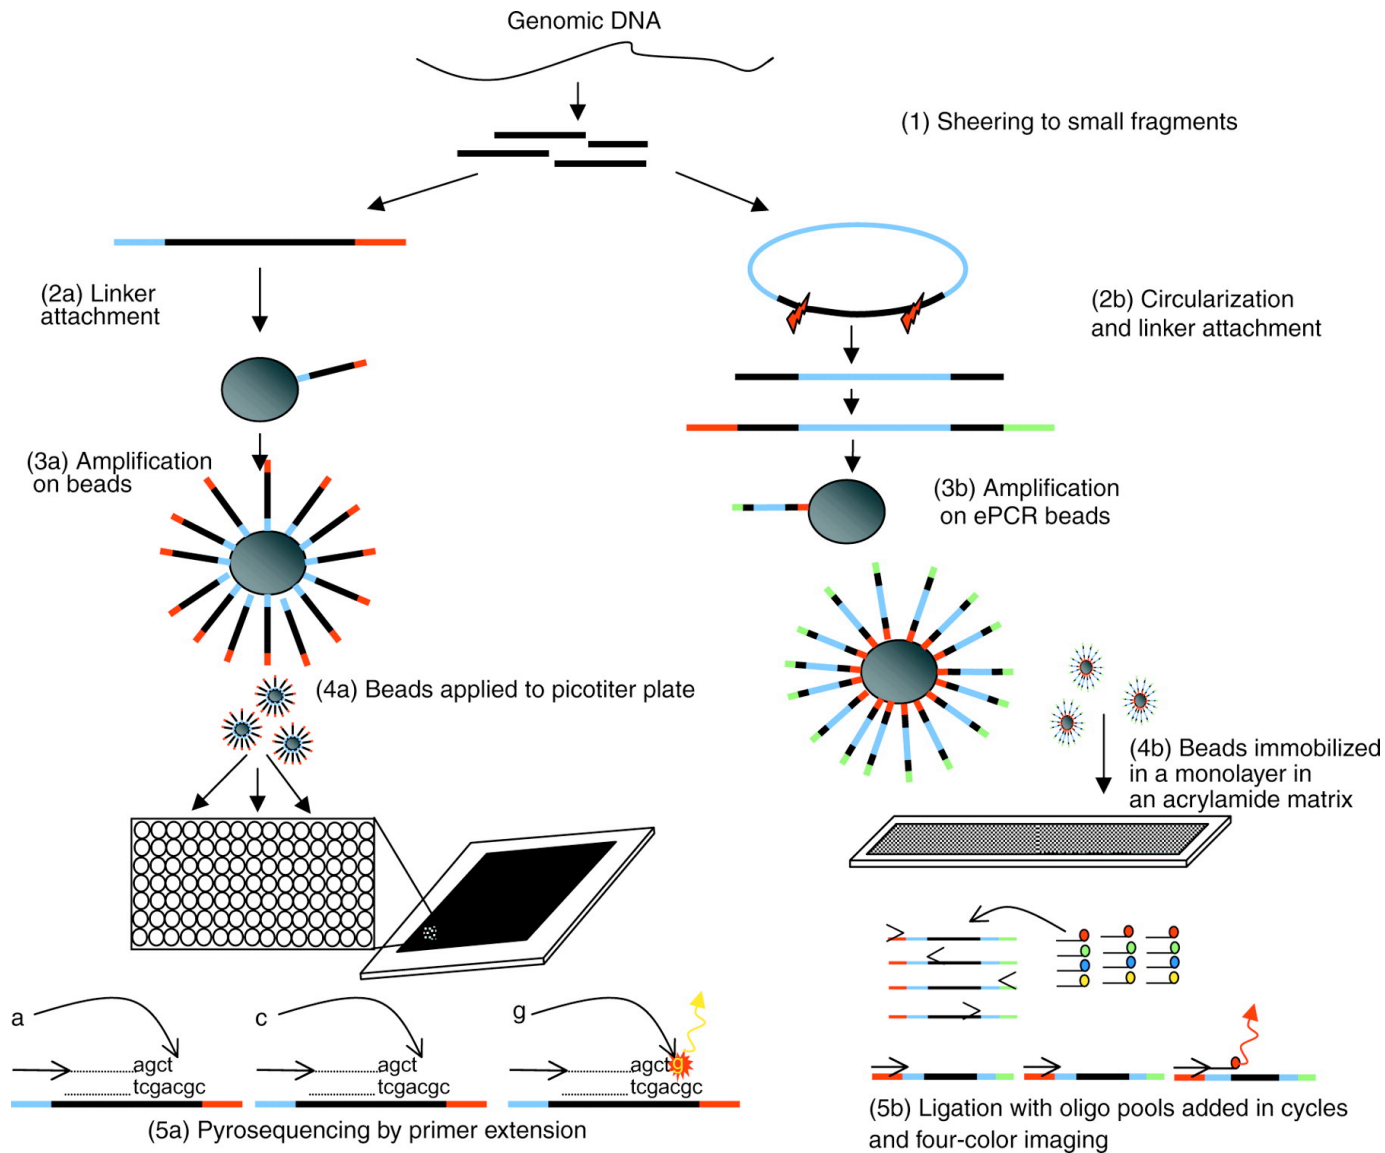 Genomic DNA
(1) Sheering to small fragments
(2a) Linker
attachment
(2b) Circularization
and linker attachment
(3a) Amplification
on beads
(3b) Amplification
on ePCR beads
(4a) Beads applied to picotiter plate
(4b) Beads immobilized
in a monolayer in
an acrylamide matrix
a
agct
tcgacgc
c
agct
tcgacgc
g
agctg
tcgacgc
(5a) Pyrosequencing by primer extension
(5b) Ligation with oligo pools added in cycles
and four-color imaging